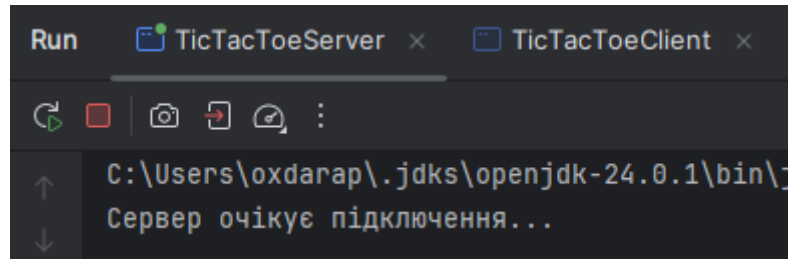 Run TicTacToeServer TicTacToeClient
C:\Users\oxdarap\.jdks\openjdk-24.0.1\bin\j
Сервер очікує підключення...